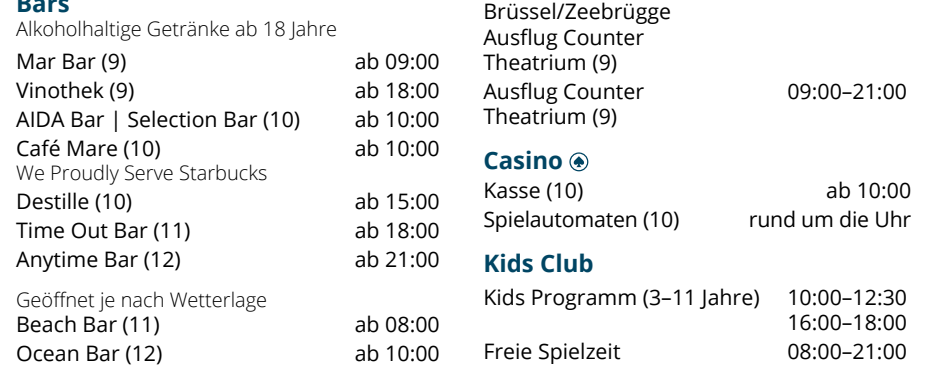 Bars
Alkoholhaltige Getränke ab 18 Jahre
Mar Bar (9) ab 09:00
Vinothek (9) ab 18:00
AIDA Bar | Selection Bar (10) ab 10:00
Café Mare (10) ab 10:00
We Proudly Serve Starbucks
Destille (10) ab 15:00
Time Out Bar (11) ab 18:00
Anytime Bar (12) ab 21:00
Geöffnet je nach Wetterlage
Beach Bar (11) ab 08:00
Ocean Bar (12) ab 10:00
Brüssel/Zeebrügge
Ausflug Counter
Theatrium (9)
Ausflug Counter 09:00–21:00
Theatrium (9)
Casino
Kasse (10) ab 10:00
Spielautomaten (10) rund um die Uhr
Kids Club
Kids Programm (3–11 Jahre) 10:00–12:30
16:00–18:00
Freie Spielzeit 08:00–21:00